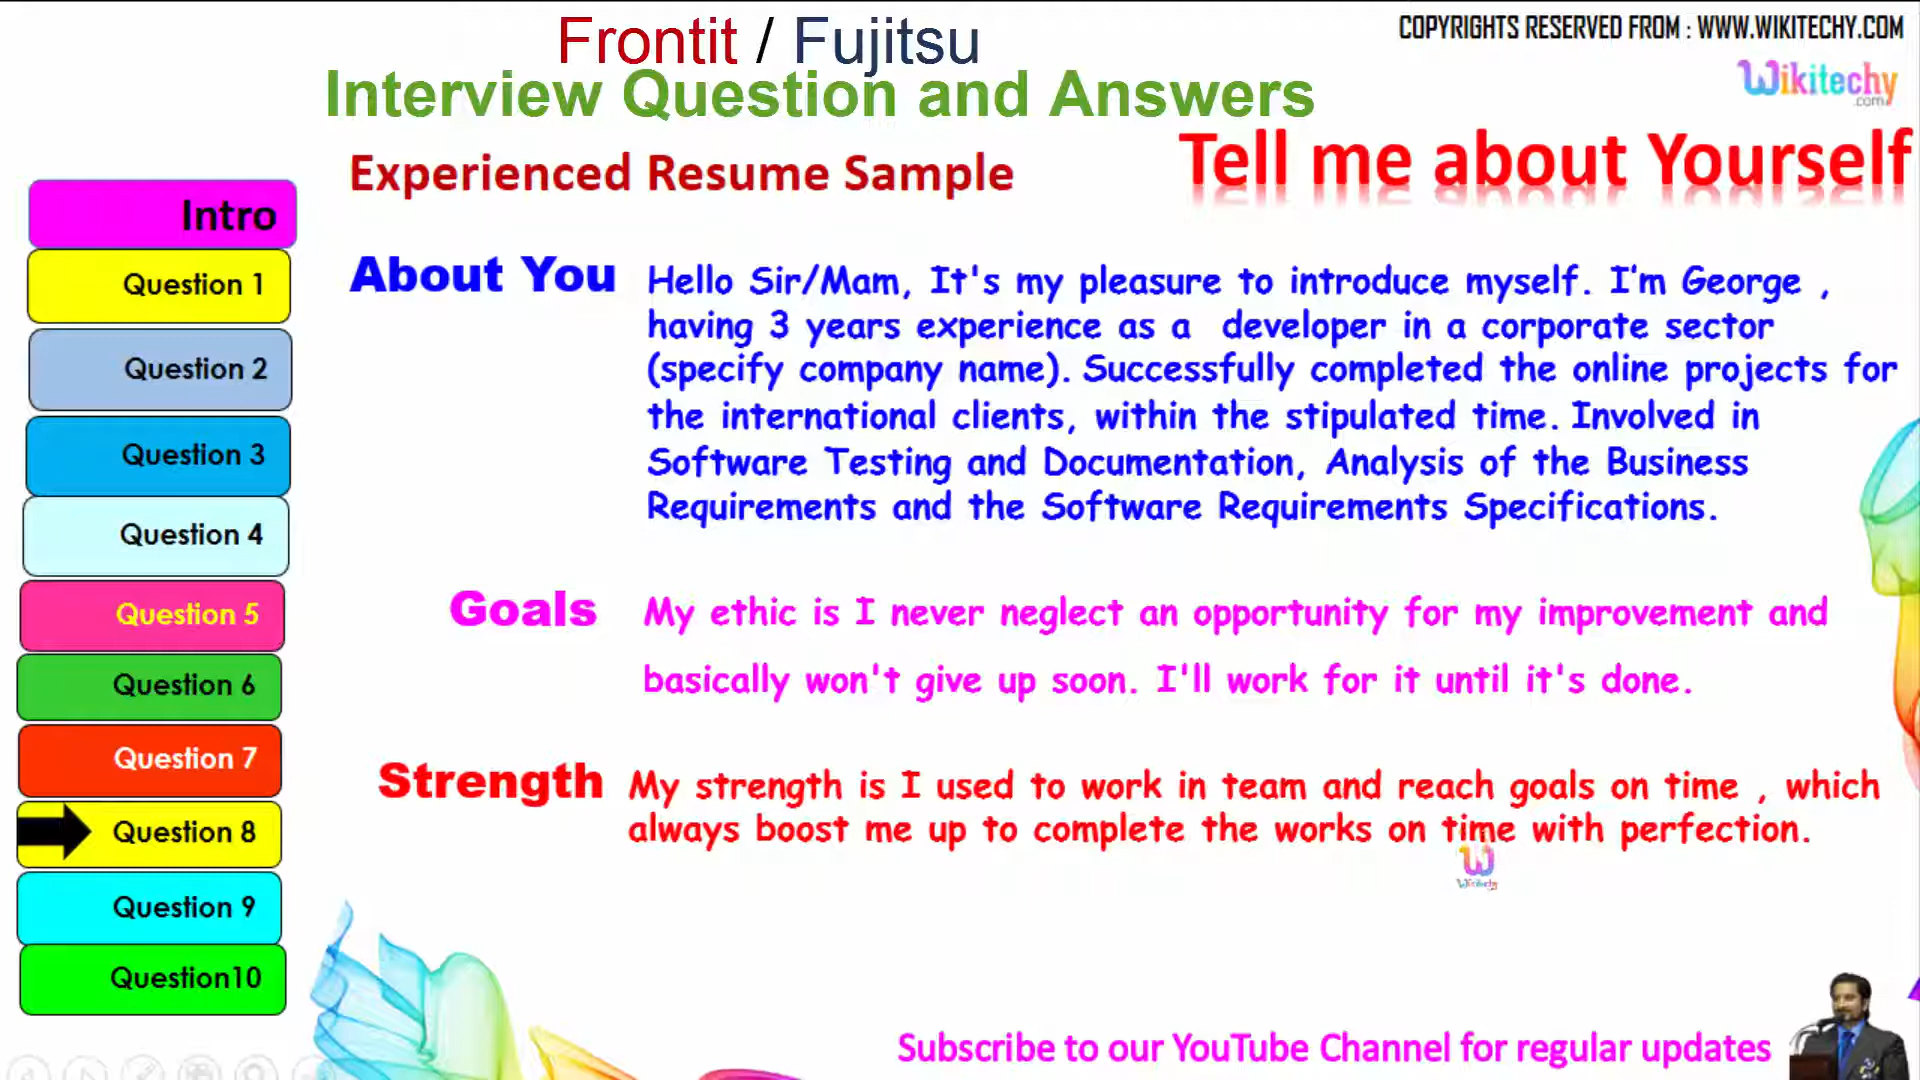 Frontit / Fujitsu
COPYRIGHTS RESERVED FROM : WWW.WIKITECHY.COM
Wikitechy
.com
Interview Question and Answers
Experienced Resume Sample
Tell me about Yourself
Intro
Question 1
Question 2
Question 3
Question 4
Question 5
Question 6
Question 7
Question 8
Question 9
Question10
About You
Hello Sir/Mam, It's my pleasure to introduce myself. I'm George ,
having 3 years experience as a developer in a corporate sector
(specify company name). Successfully completed the online projects for
the international clients, within the stipulated time. Involved in
Software Testing and Documentation, Analysis of the Business
Requirements and the Software Requirements Specifications.
Goals
My ethic is I never neglect an opportunity for my improvement and
basically won't give up soon. I'll work for it until it's done.
Strength
My strength is I used to work in team and reach goals on time , which
always boost me up to complete the works on time with perfection.
W
Wikitechy
Subscribe to our YouTube Channel for regular updates